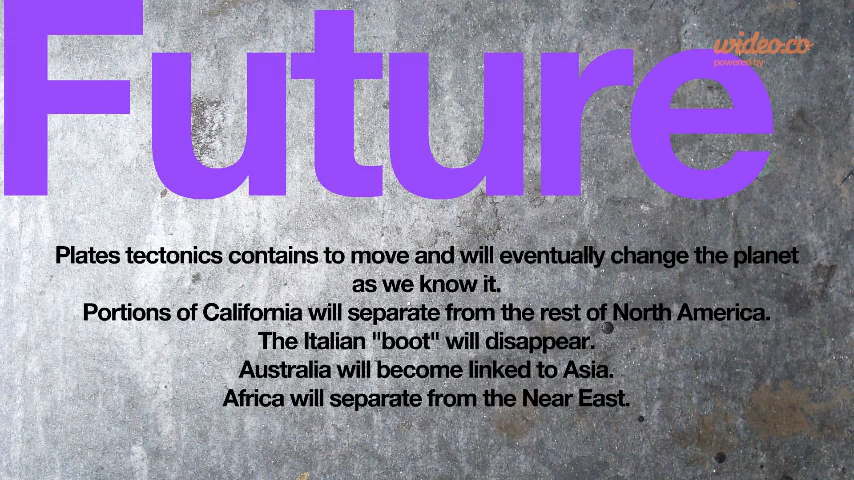 Future
wideo.co
powered by
Plates tectonics contains to move and will eventually change the planet
as we know it.
Portions of California will separate from the rest of North America.
The Italian "boot" will disappear.
Australia will become linked to Asia.
Africa will separate from the Near East.